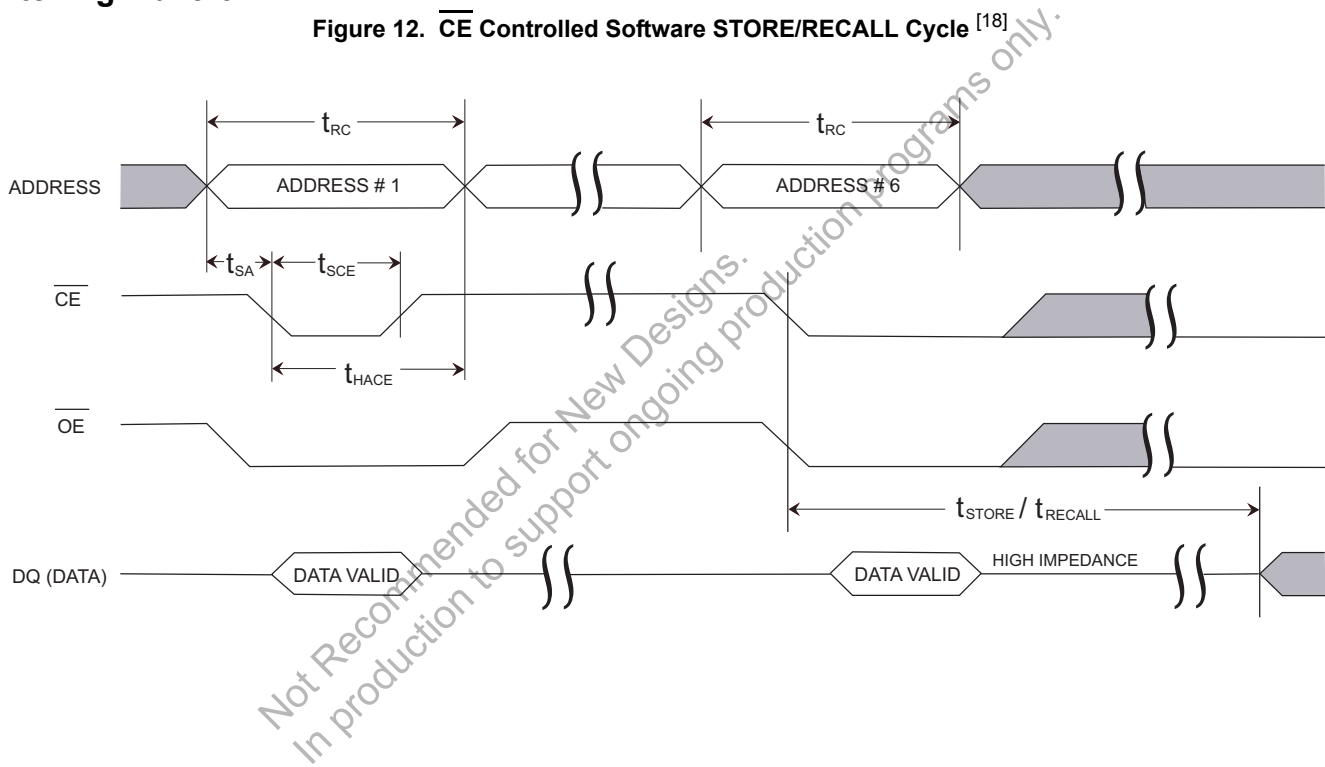 Figure 12. CE Controlled Software STORE/RECALL Cycle [18]
tRC
tRC
ADDRESS
ADDRESS # 1
ADDRESS # 6
tSA
tSCE
CE
tHACE
OE
tSTORE / tRECALL
DQ (DATA)
DATA VALID
DATA VALID
HIGH IMPEDANCE
Not Recommended for New Designs.
In production to support ongoing production programs only.